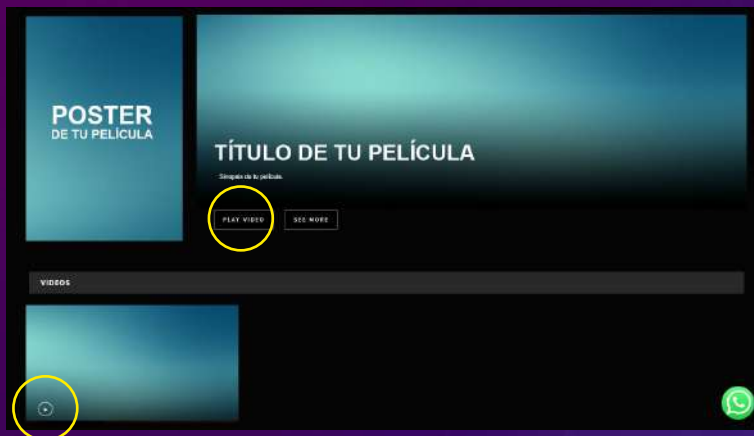 POSTER
DE TU PELÍCULA
TÍTULO DE TU PELÍCULA
Sinopsis de tu película.
PLAY VIDEO
SEE MORE
VIDEOS